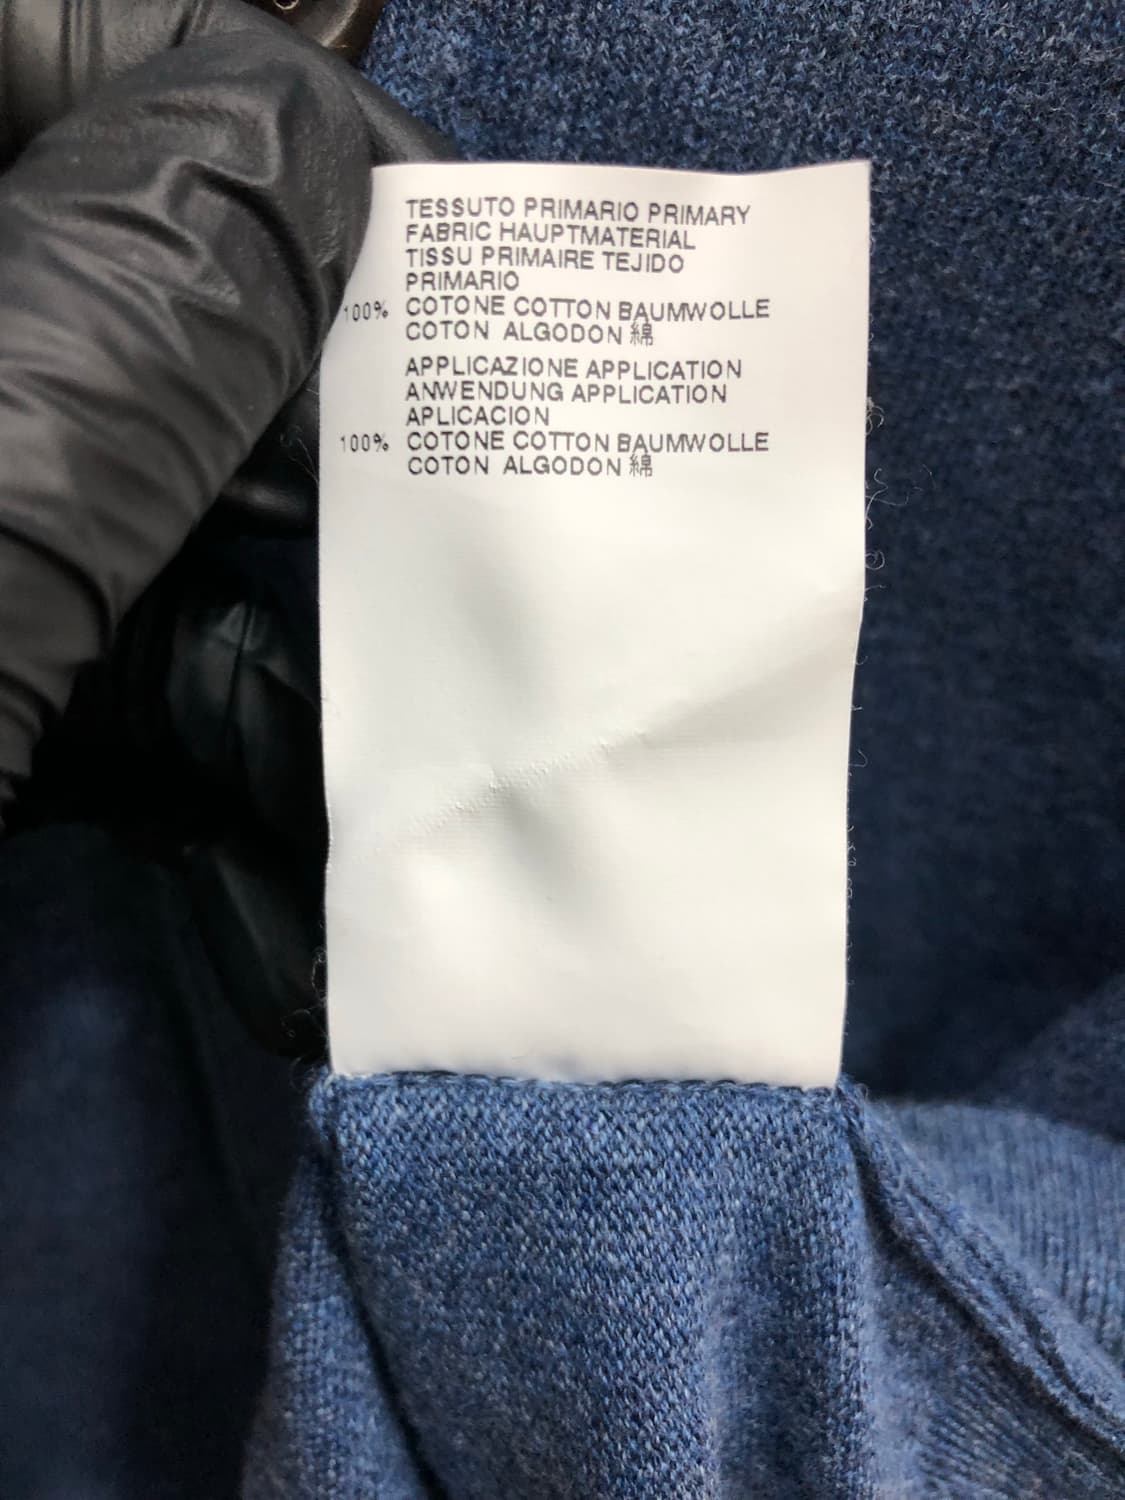 TESSUTO PRIMARIO PRIMARY
FABRIC HAUPTMATERIAL
TISSU PRIMAIRE TEJIDO
PRIMARIO
100% COTONE COTTON BAUMWOLLE
COTON ALGODON 綿
APPLICAZIONE APPLICATION
ANWENDUNG APPLICATION
APLICACION
100% COTONE COTTON BAUMWOLLE
COTON ALGODON 綿